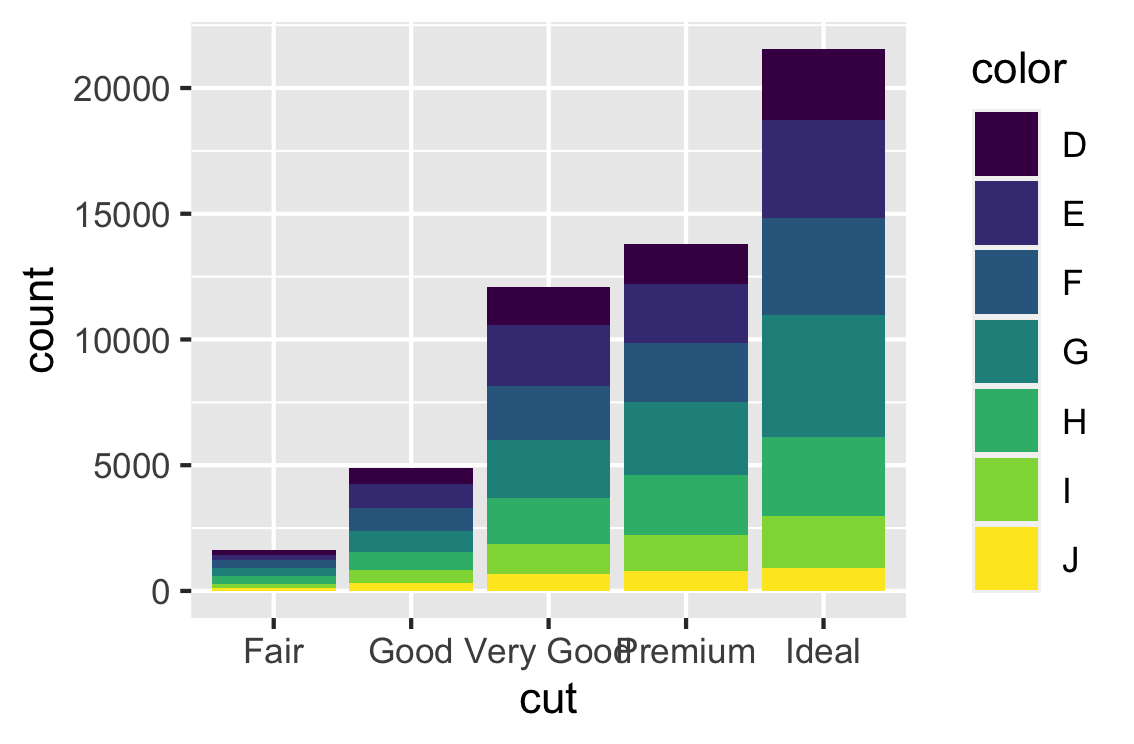 count
20000
15000
10000
5000
0
Fair Good Very Good Premium Ideal
cut
color
D
E
F
G
H
I
J